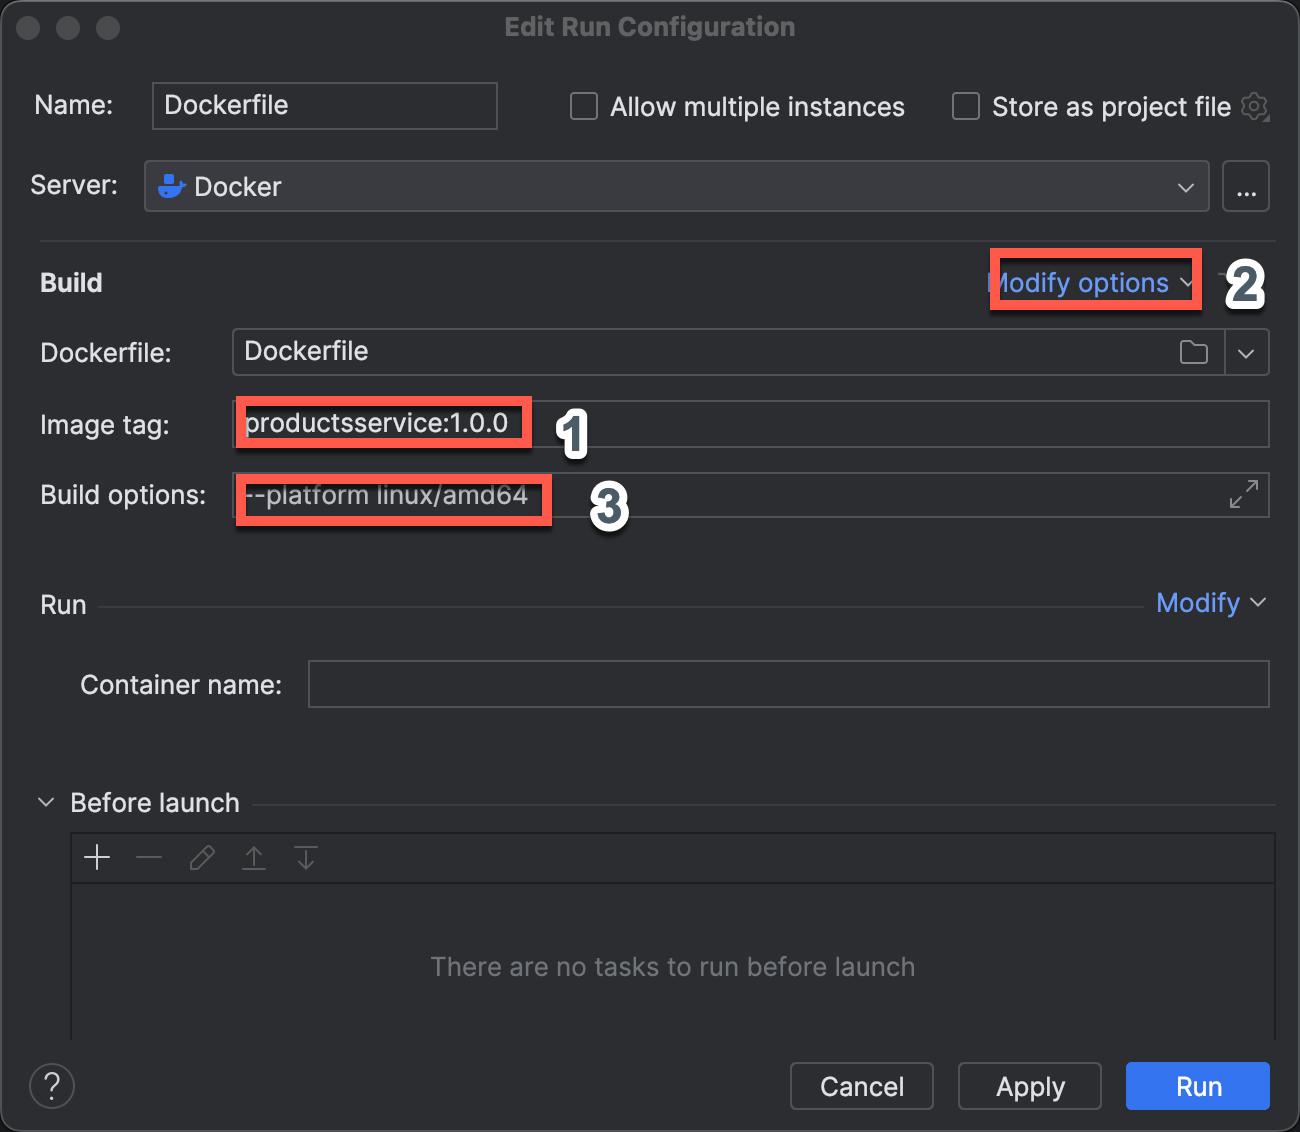 Edit Run Configuration
Name: Dockerfile Allow multiple instances Store as project file
Server: Docker ...
Build Modify options 2
Dockerfile: Dockerfile
Image tag: productsservice:1.0.0 1
Build options: --platform linux/amd64 3
Run Modify
Container name:
Before launch
There are no tasks to run before launch
? Cancel Apply Run